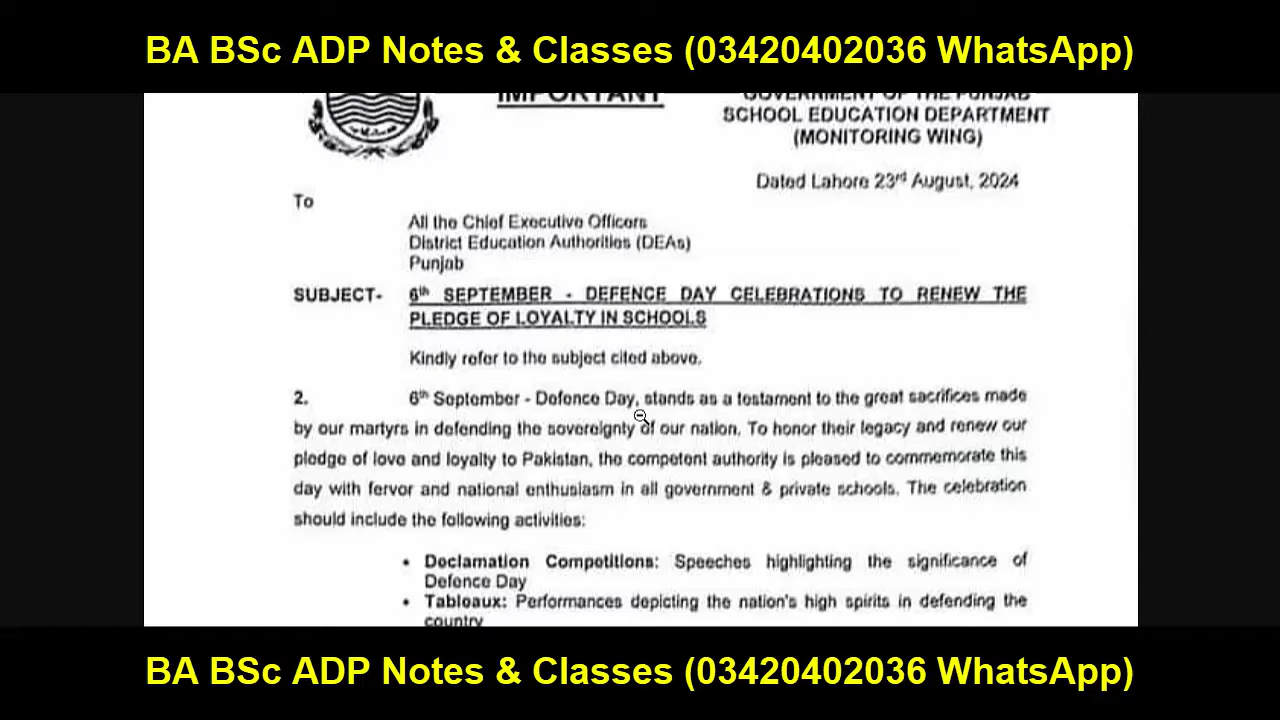 BA BSc ADP Notes & Classes (03420402036 WhatsApp)
IMPORTANT
GOVERNMENT OF THE PUNJAB
SCHOOL EDUCATION DEPARTMENT
(MONITORING WING)
Dated Lahore 23rd August, 2024
To
All the Chief Executive Officers
District Education Authorities (DEAs)
Punjab
SUBJECT- 6th SEPTEMBER - DEFENCE DAY CELEBRATIONS TO RENEW THE
PLEDGE OF LOYALTY IN SCHOOLS
Kindly refer to the subject cited above.
2. 6th September - Defence Day, stands as a testament to the great sacrifices made
by our martyrs in defending the sovereignty of our nation. To honor their legacy and renew our
pledge of love and loyalty to Pakistan, the competent authority is pleased to commemorate this
day with fervor and national enthusiasm in all government & private schools. The celebration
should include the following activities:
• Declamation Competitions: Speeches highlighting the significance of
Defence Day
• Tableaux: Performances depicting the nation's high spirits in defending the
country
BA BSc ADP Notes & Classes (03420402036 WhatsApp)